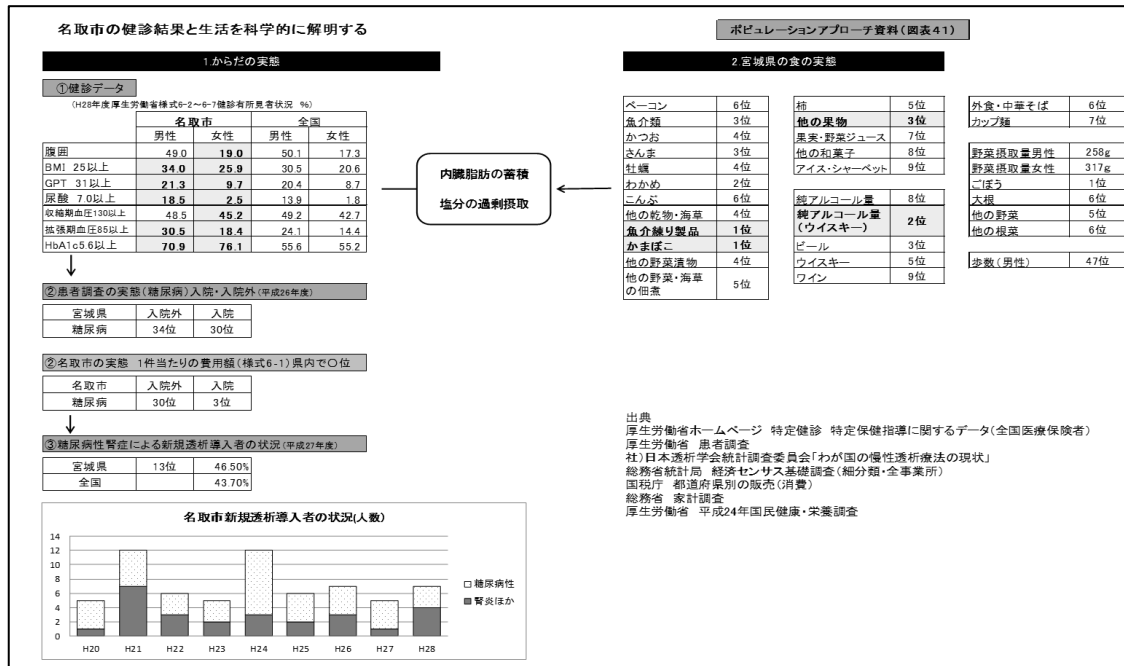 名取市の健診結果と生活を科学的に解明する
ポピュレーションアプローチ資料(図表41)
1.からだの実態
①健診データ
(H28年度厚生労働省様式6-2~6-7健診有所見者状況 %)
名取市 全国
男性 女性 男性 女性
腹囲 49.0 19.0 50.1 17.3
BMI 25以上 34.0 25.9 30.5 20.6
GPT 31以上 21.3 9.7 20.4 8.7
尿酸 7.0以上 18.5 2.5 13.9 1.8
収縮期血圧130以上 48.5 45.2 49.2 42.7
拡張期血圧85以上 30.5 18.4 24.1 14.4
HbA1c5.6以上 70.9 76.1 55.6 55.2
②患者調査の実態(糖尿病)入院・入院外(平成26年度)
宮城県 入院外 入院
糖尿病 34位 30位
②名取市の実態 1件当たりの費用額(様式6-1)県内で〇位
名取市 入院外 入院
糖尿病 30位 3位
③糖尿病性腎症による新規透析導入者の状況(平成27年度)
宮城県 13位 46.50%
全国 43.70%
名取市新規透析導入者の状況(人数)
14
12
10
8
6
4
2
0
H20 H21 H22 H23 H24 H25 H26 H27 H28
糖尿病性
腎炎ほか
内臓脂肪の蓄積
塩分の過剰摂取
2.宮城県の食の実態
ベーコン 6位
魚介類 3位
かつお 4位
さんま 3位
牡蠣 4位
わかめ 2位
こんぶ 6位
他の乾物・海草 4位
魚介練り製品 1位
かまぼこ 1位
他の野菜漬物 4位
他の野菜・海草
の佃煮 5位
柿 5位
他の果物 3位
果実・野菜ジュース 7位
他の和菓子 8位
アイス・シャーベット 9位
純アルコール量 8位
純アルコール量
(ウイスキー) 2位
ビール 3位
ウイスキー 5位
ワイン 9位
外食・中華そば 6位
カップ麺 7位
野菜摂取量男性 258g
野菜摂取量女性 317g
ごぼう 1位
大根 6位
他の野菜 5位
他の根菜 6位
歩数(男性) 47位
出典
厚生労働省ホームページ 特定健診 特定保健指導に関するデータ(全国医療保険者)
厚生労働省 患者調査
社)日本透析学会統計調査委員会「わが国の慢性透析療法の現状」
総務省統計局 経済センサス基礎調査(細分類・全事業所)
国税庁 都道府県別の販売(消費)
総務省 家計調査
厚生労働省 平成24年国民健康・栄養調査